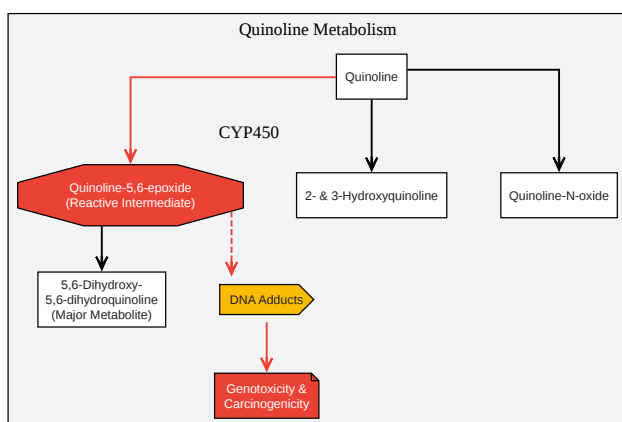 Quinoline Metabolism
Quinoline
CYP450
Quinoline-5,6-epoxide
(Reactive Intermediate)
2- & 3-Hydroxyquinoline
Quinoline-N-oxide
5,6-Dihydroxy-
5,6-dihydroquinoline
(Major Metabolite)
DNA Adducts
Genotoxicity &
Carcinogenicity